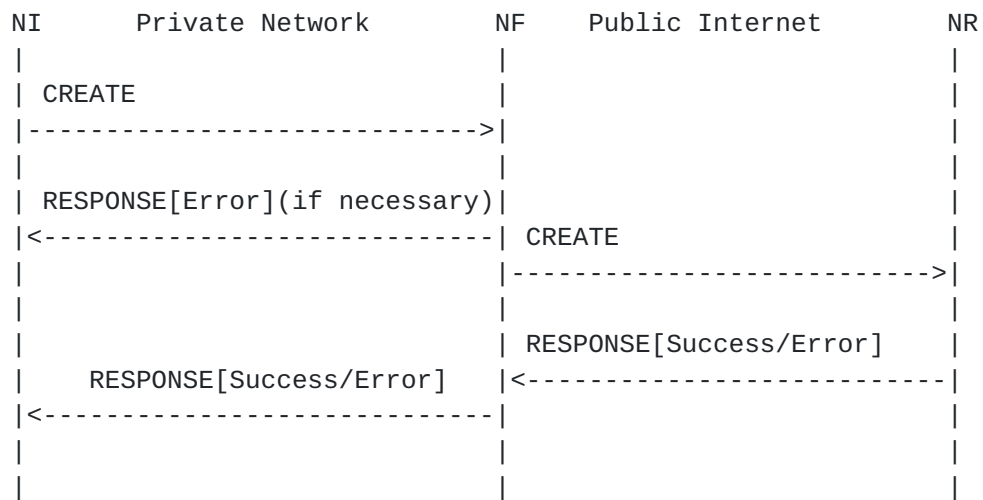 NI Private Network NF Public Internet NR
| | |
| CREATE | |
|----------------------------->| |
| | |
| RESPONSE[Error](if necessary)| |
|<-----------------------------| CREATE |
| |--------------------------->|
| | |
| | RESPONSE[Success/Error] |
| RESPONSE[Success/Error] |<---------------------------|
|<-----------------------------| |
| | |
| | |